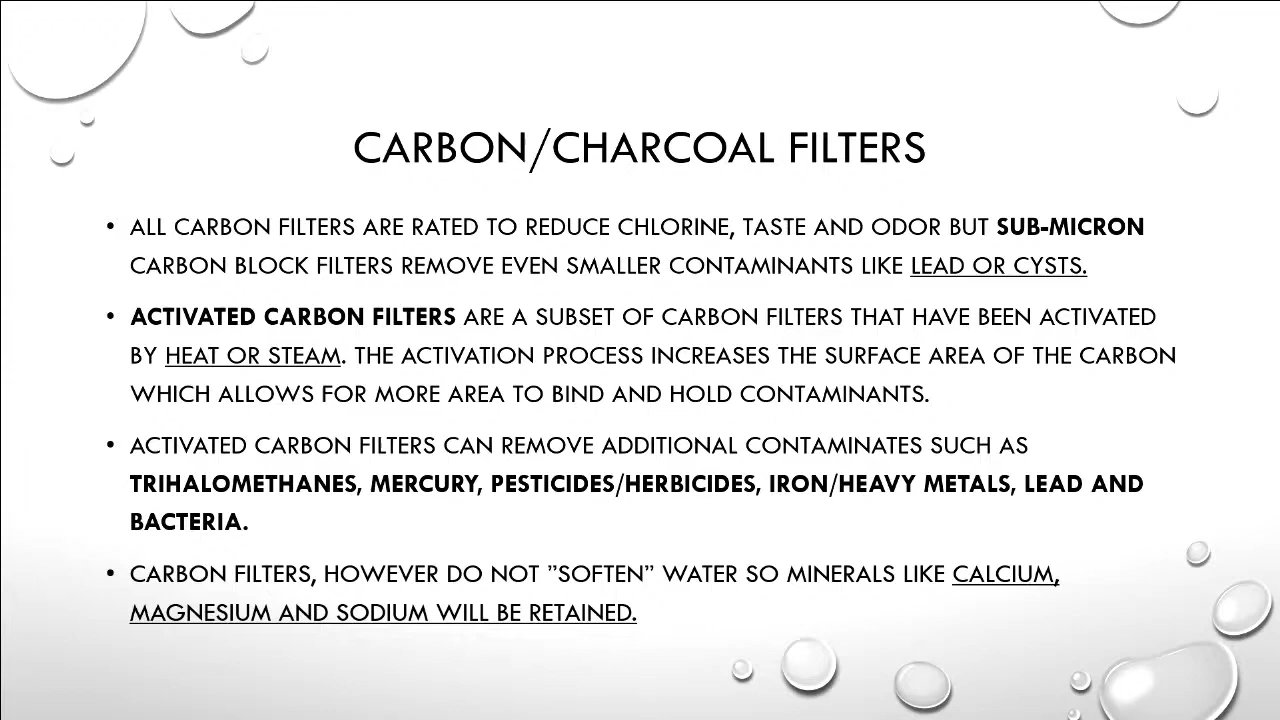 CARBON/CHARCOAL FILTERS
• ALL CARBON FILTERS ARE RATED TO REDUCE CHLORINE, TASTE AND ODOR BUT SUB-MICRON
CARBON BLOCK FILTERS REMOVE EVEN SMALLER CONTAMINANTS LIKE LEAD OR CYSTS.
• ACTIVATED CARBON FILTERS ARE A SUBSET OF CARBON FILTERS THAT HAVE BEEN ACTIVATED
BY HEAT OR STEAM. THE ACTIVATION PROCESS INCREASES THE SURFACE AREA OF THE CARBON
WHICH ALLOWS FOR MORE AREA TO BIND AND HOLD CONTAMINANTS.
• ACTIVATED CARBON FILTERS CAN REMOVE ADDITIONAL CONTAMINATES SUCH AS
TRIHALOMETHANES, MERCURY, PESTICIDES/HERBICIDES, IRON/HEAVY METALS, LEAD AND
BACTERIA.
• CARBON FILTERS, HOWEVER DO NOT ”SOFTEN” WATER SO MINERALS LIKE CALCIUM,
MAGNESIUM AND SODIUM WILL BE RETAINED.